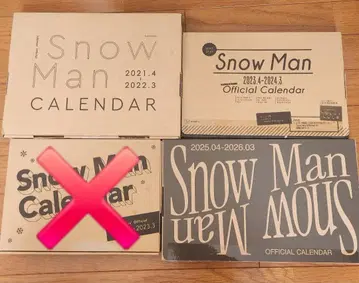 Snow
Man
2021.4
2022.3
CALENDAR
Snow Man
2023.4-2024.3
Official Calendar
Snow Man
Calendar
2023.3
2025.04-2026.03
Snow Man
Snow
Man
OFFICIAL CALENDAR